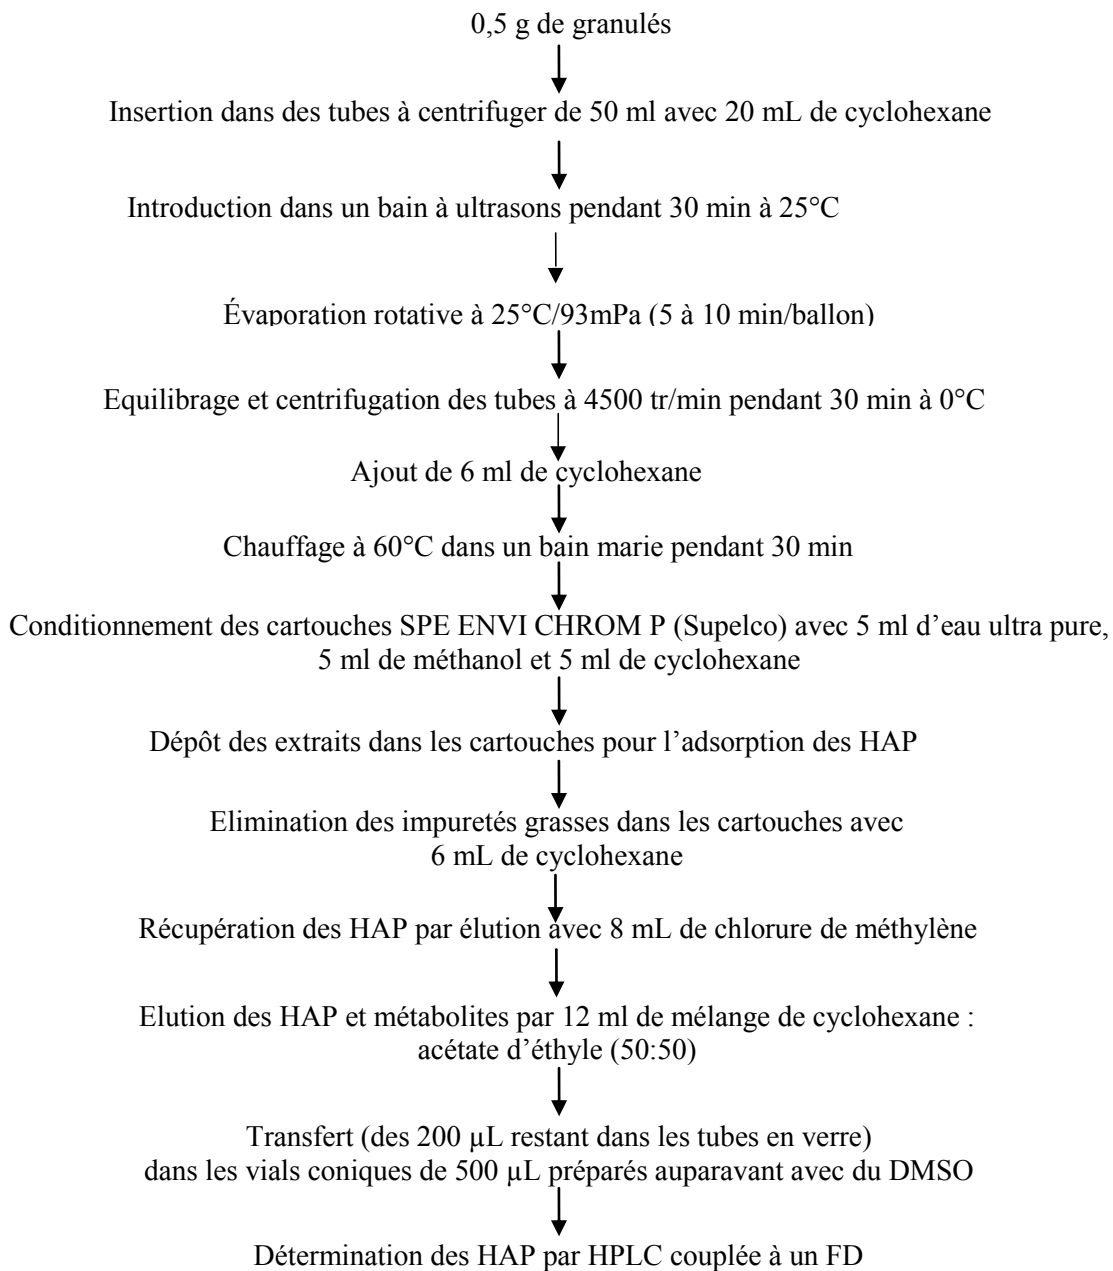 0,5 g de granulés
Insertion dans des tubes à centrifuger de 50 ml avec 20 mL de cyclohexane
Introduction dans un bain à ultrasons pendant 30 min à 25°C
Évaporation rotative à 25°C/93mPa (5 à 10 min/ballon)
Equilibrage et centrifugation des tubes à 4500 tr/min pendant 30 min à 0°C
Ajout de 6 ml de cyclohexane
Chauffage à 60°C dans un bain marie pendant 30 min
Conditionnement des cartouches SPE ENVI CHROM P (Supelco) avec 5 ml d’eau ultra pure,
5 ml de méthanol et 5 ml de cyclohexane
Dépôt des extraits dans les cartouches pour l’adsorption des HAP
Elimination des impuretés grasses dans les cartouches avec
6 mL de cyclohexane
Récupération des HAP par élution avec 8 mL de chlorure de méthylène
Elution des HAP et métabolites par 12 ml de mélange de cyclohexane :
acétate d’éthyle (50:50)
Transfert (des 200 µL restant dans les tubes en verre)
dans les vials coniques de 500 µL préparés auparavant avec du DMSO
Détermination des HAP par HPLC couplée à un FD